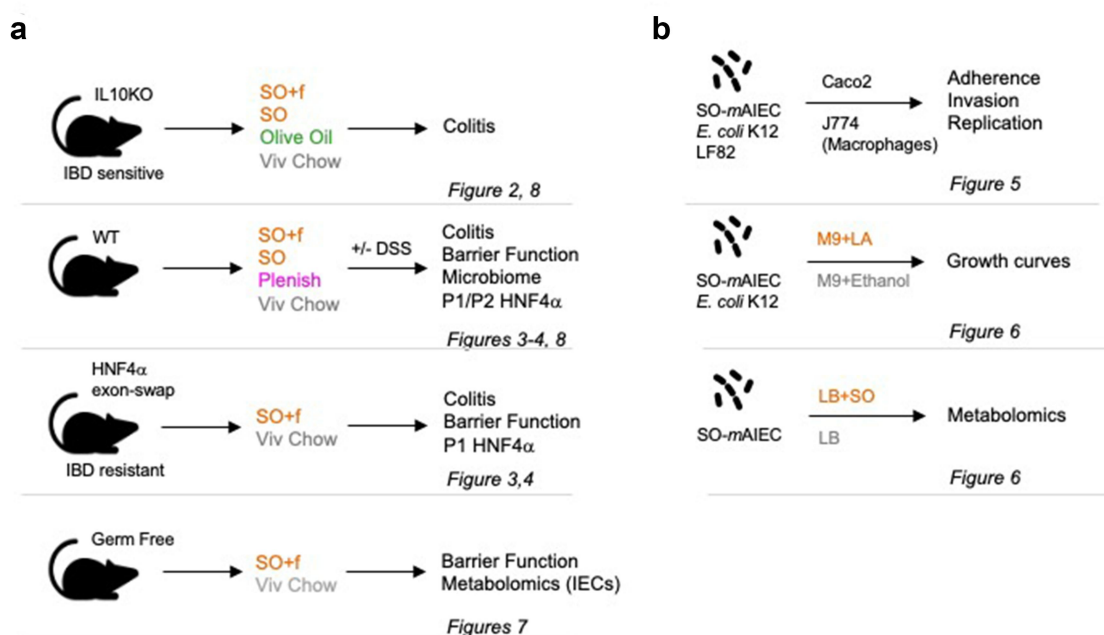 a
IL10KO
IBD sensitive
SO+f
SO
Olive Oil
Viv Chow
Colitis
Figure 2, 8
WT
SO+f
SO
Plenish
Viv Chow
+/- DSS
Colitis
Barrier Function
Microbiome
P1/P2 HNF4α
Figures 3-4, 8
HNF4α
exon-swap
IBD resistant
SO+f
Viv Chow
Colitis
Barrier Function
P1 HNF4α
Figure 3,4
Germ Free
SO+f
Viv Chow
Barrier Function
Metabolomics (IECs)
Figures 7
b
SO-mAIEC
E. coli K12
LF82
Caco2
J774
(Macrophages)
Adherence
Invasion
Replication
Figure 5
SO-mAIEC
E. coli K12
M9+LA
M9+Ethanol
Growth curves
Figure 6
SO-mAIEC
LB+SO
LB
Metabolomics
Figure 6